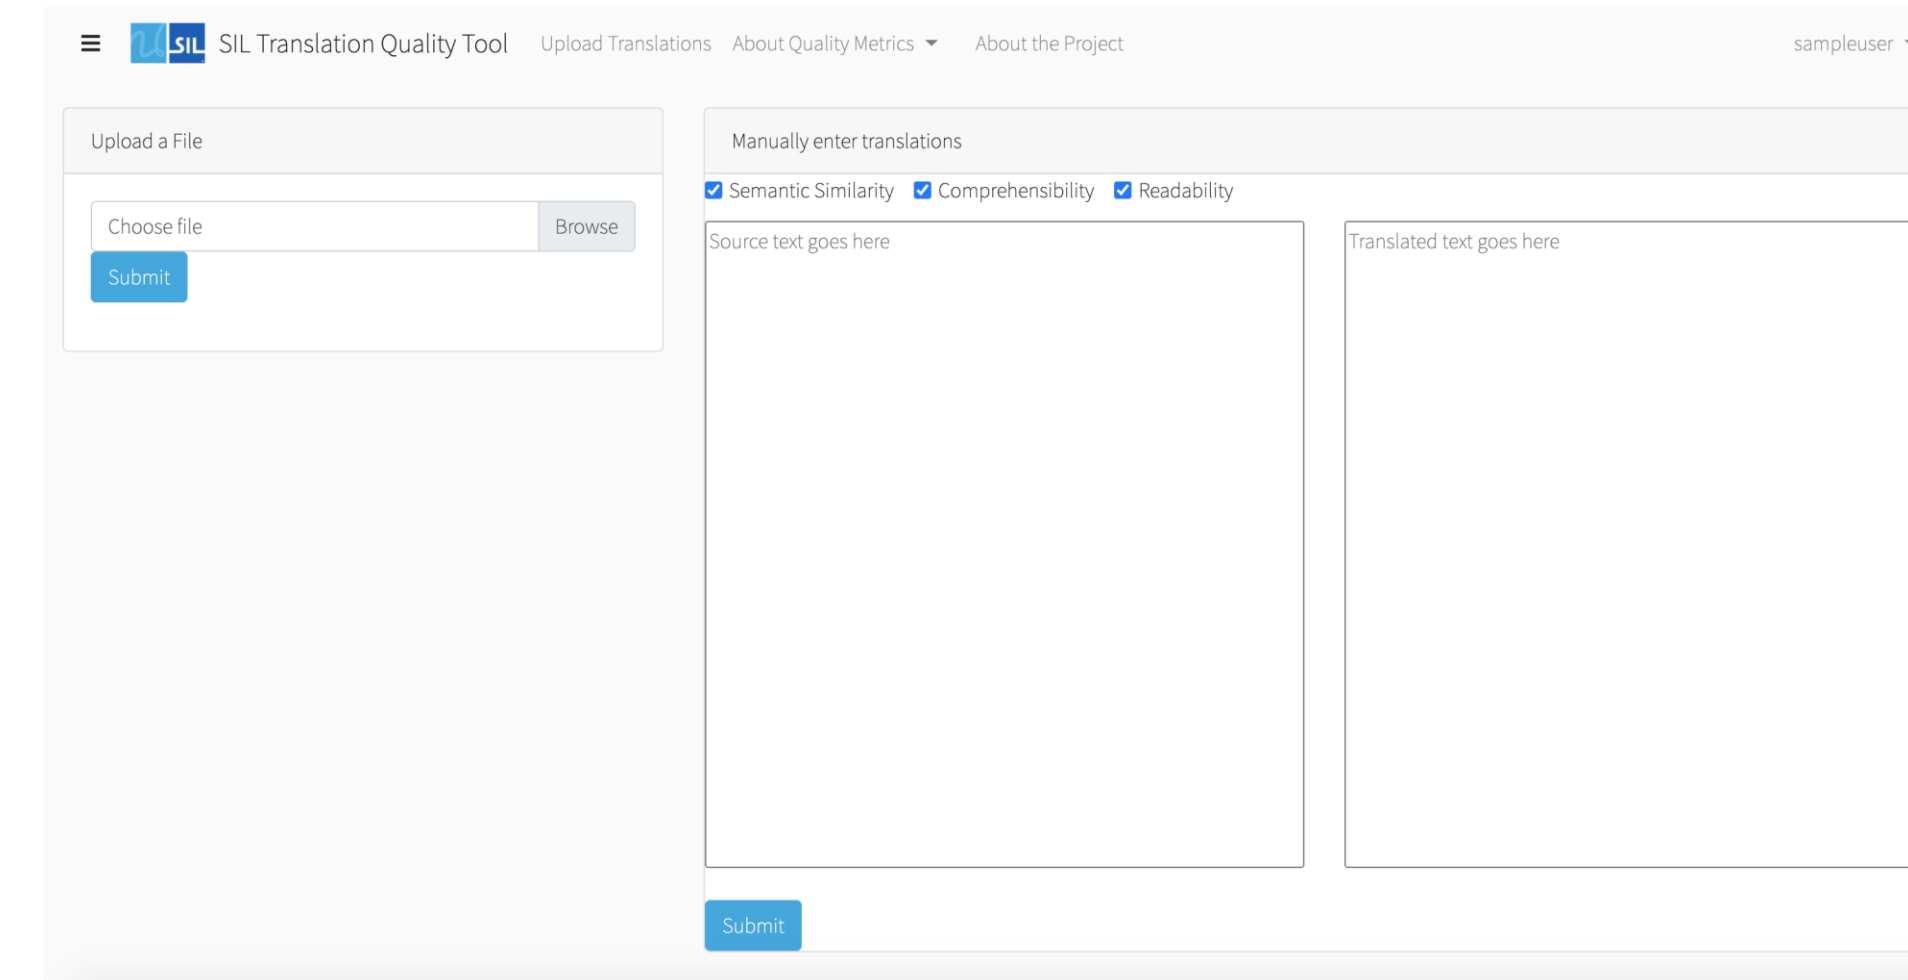 SIL SIL Translation Quality Tool Upload Translations About Quality Metrics About the Project sampleuser
Upload a File
Choose file Browse
Submit
Manually enter translations
Semantic Similarity Comprehensibility Readability
Source text goes here
Translated text goes here
Submit